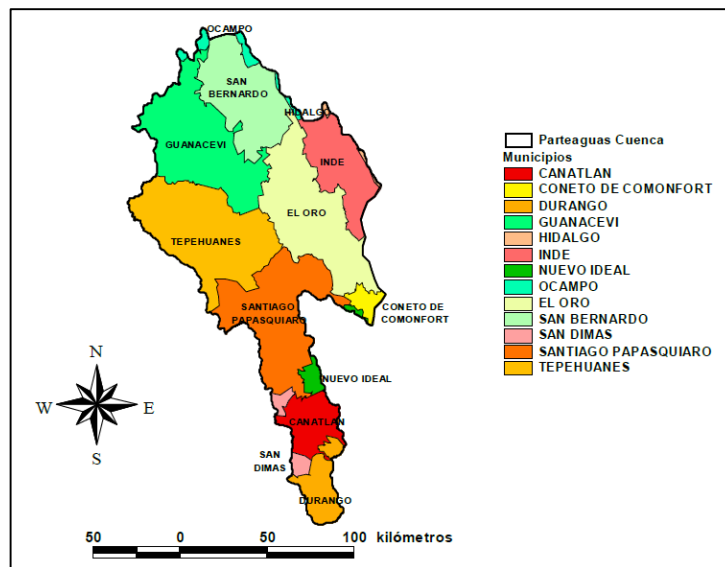 OCAMPO
SAN
BERNARDO
HIDALGO
GUANACEVI
INDE
EL ORO
TEPEHUANES
SANTIAGO
PAPASQUIARO
CONETO DE
COMONFORT
NUEVO IDEAL
CANATLAN
SAN
DIMAS
DURANGO
N
W
E
S
50 0 50 100 kilómetros
Parteaguas Cuenca
Municipios
CANATLAN
CONETO DE COMONFORT
DURANGO
GUANACEVI
HIDALGO
INDE
NUEVO IDEAL
OCAMPO
EL ORO
SAN BERNARDO
SAN DIMAS
SANTIAGO PAPASQUIARO
TEPEHUANES